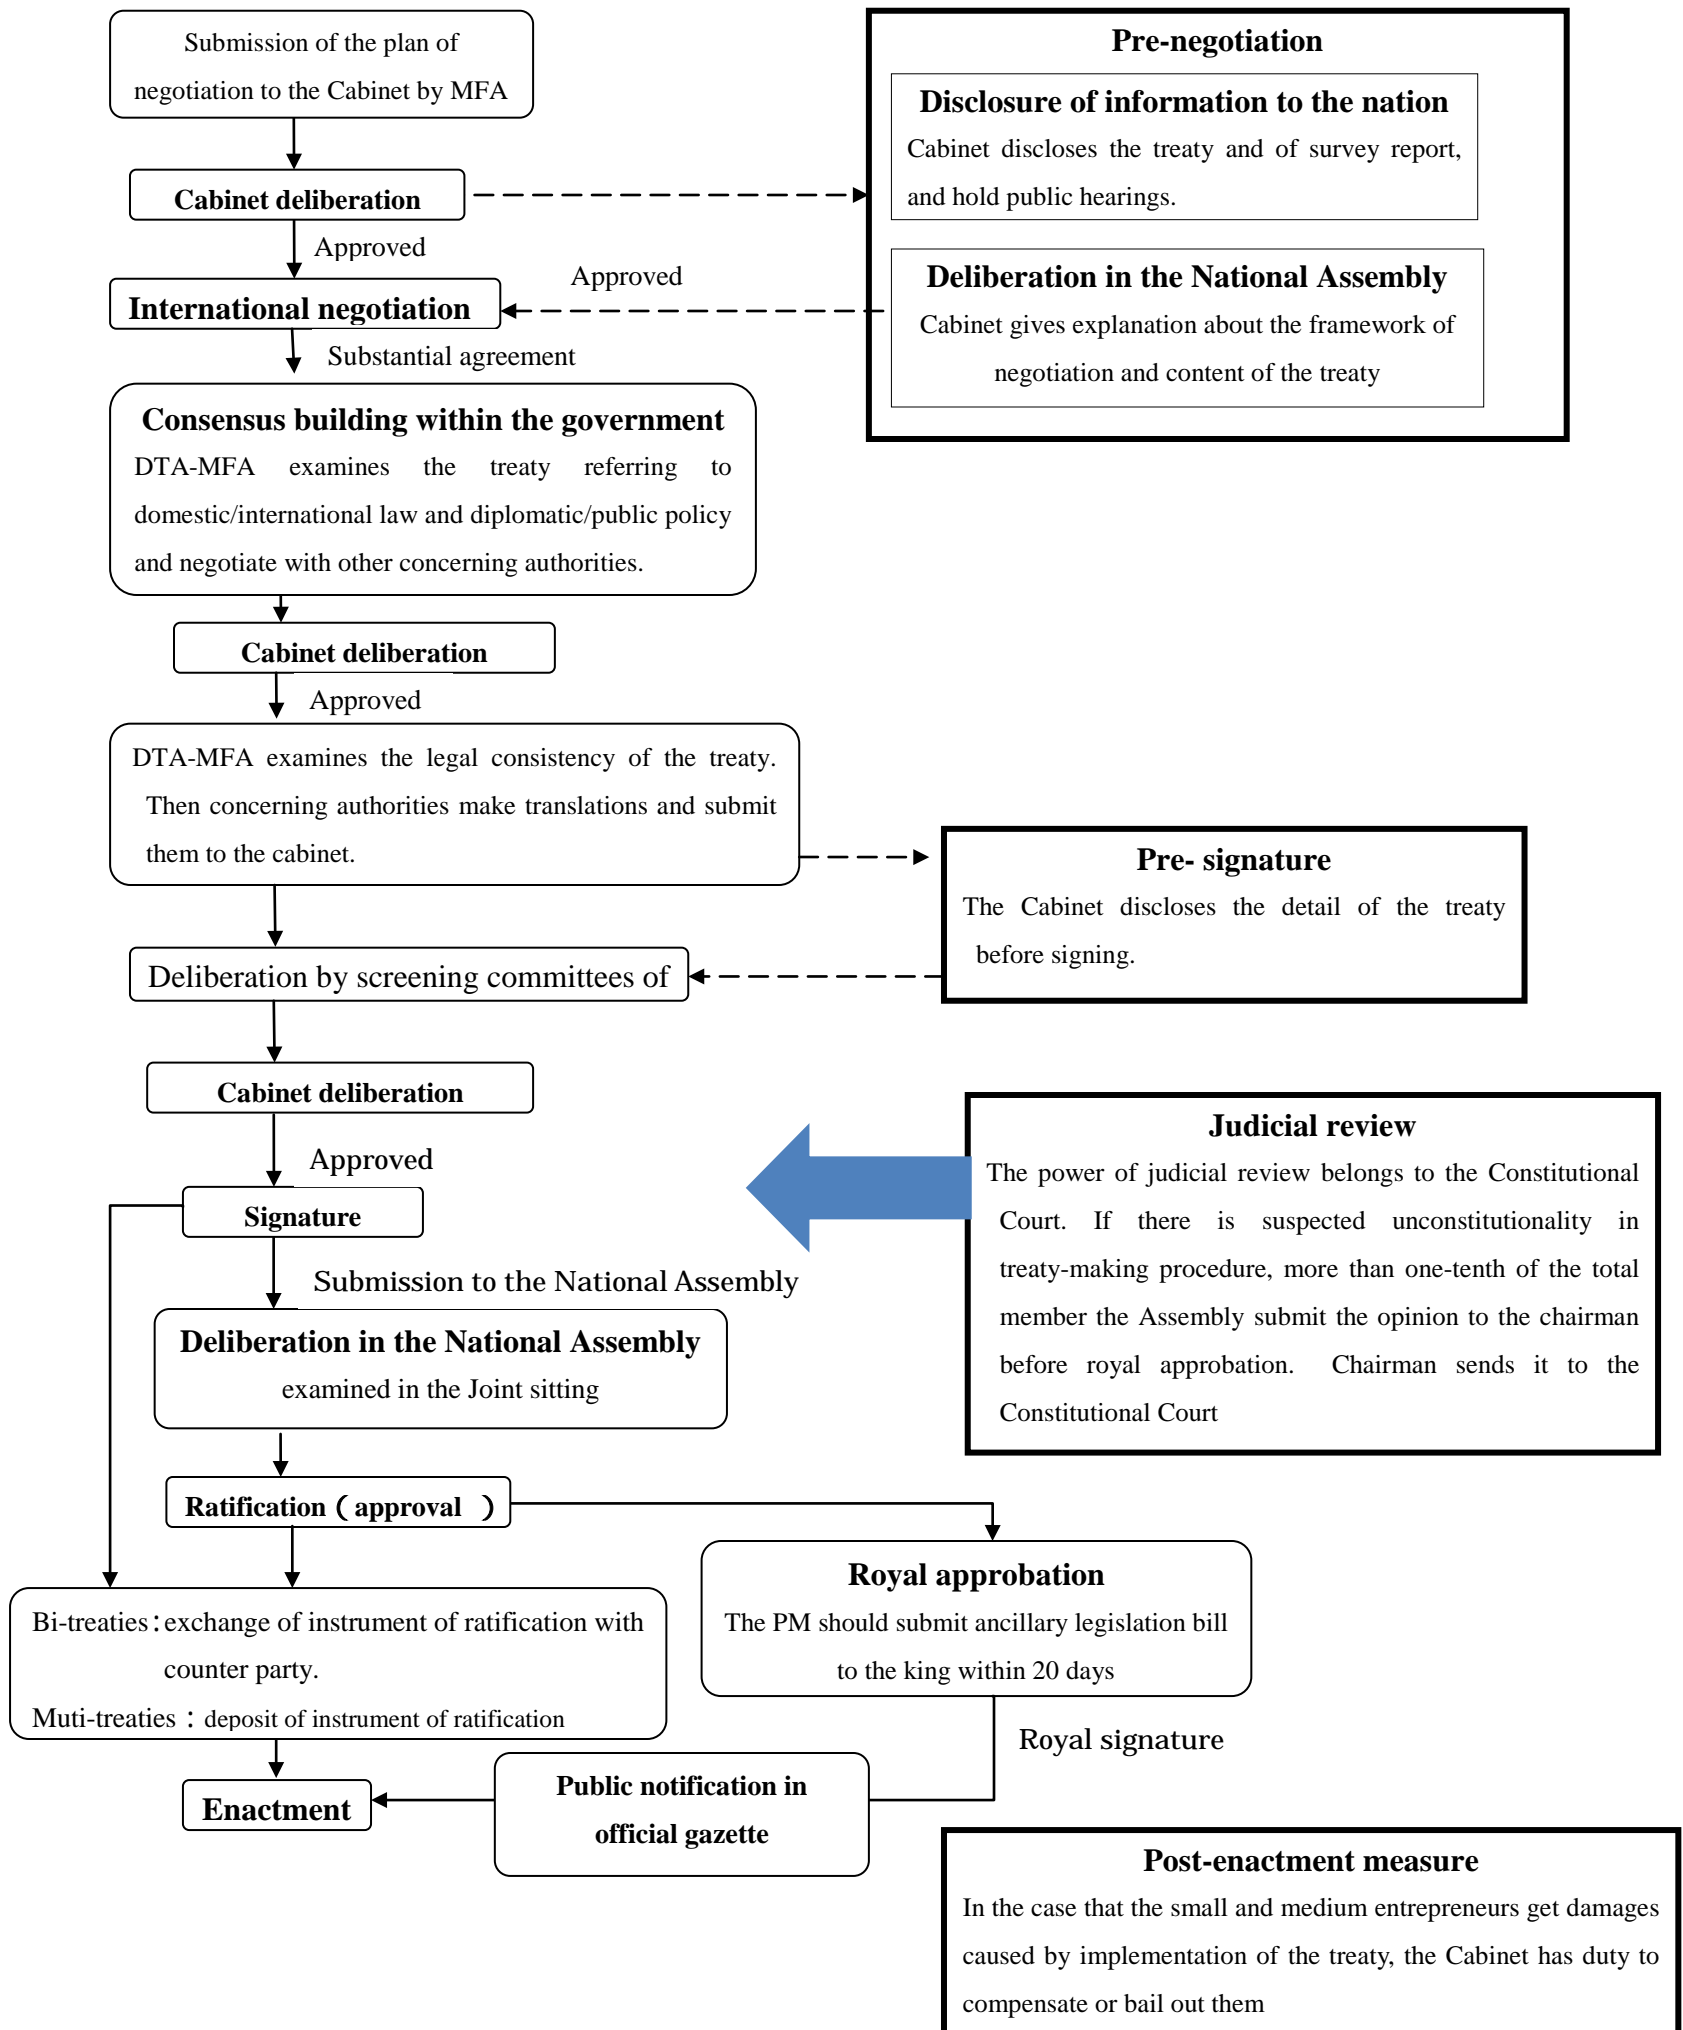 Submission of the plan of
negotiation to the Cabinet by MFA
Pre-negotiation
Disclosure of information to the nation
Cabinet discloses the treaty and of survey report,
and hold public hearings.
Cabinet deliberation
Approved
International negotiation
Approved
Deliberation in the National Assembly
Cabinet gives explanation about the framework of
negotiation and content of the treaty
Substantial agreement
Consensus building within the government
DTA-MFA examines the treaty referring to
domestic/international law and diplomatic/public policy
and negotiate with other concerning authorities.
Cabinet deliberation
Approved
DTA-MFA examines the legal consistency of the treaty.
Then concerning authorities make translations and submit
them to the cabinet.
Pre- signature
The Cabinet discloses the detail of the treaty
before signing.
Deliberation by screening committees of
Cabinet deliberation
Approved
Signature
Judicial review
The power of judicial review belongs to the Constitutional
Court. If there is suspected unconstitutionality in
treaty-making procedure, more than one-tenth of the total
member the Assembly submit the opinion to the chairman
before royal approbation. Chairman sends it to the
Constitutional Court
Submission to the National Assembly
Deliberation in the National Assembly
examined in the Joint sitting
Ratification（approval ）
Royal approbation
The PM should submit ancillary legislation bill
to the king within 20 days
Bi-treaties：exchange of instrument of ratification with
counter party.
Muti-treaties：deposit of instrument of ratification
Royal signature
Public notification in
official gazette
Enactment
Post-enactment measure
In the case that the small and medium entrepreneurs get damages
caused by implementation of the treaty, the Cabinet has duty to
compensate or bail out them